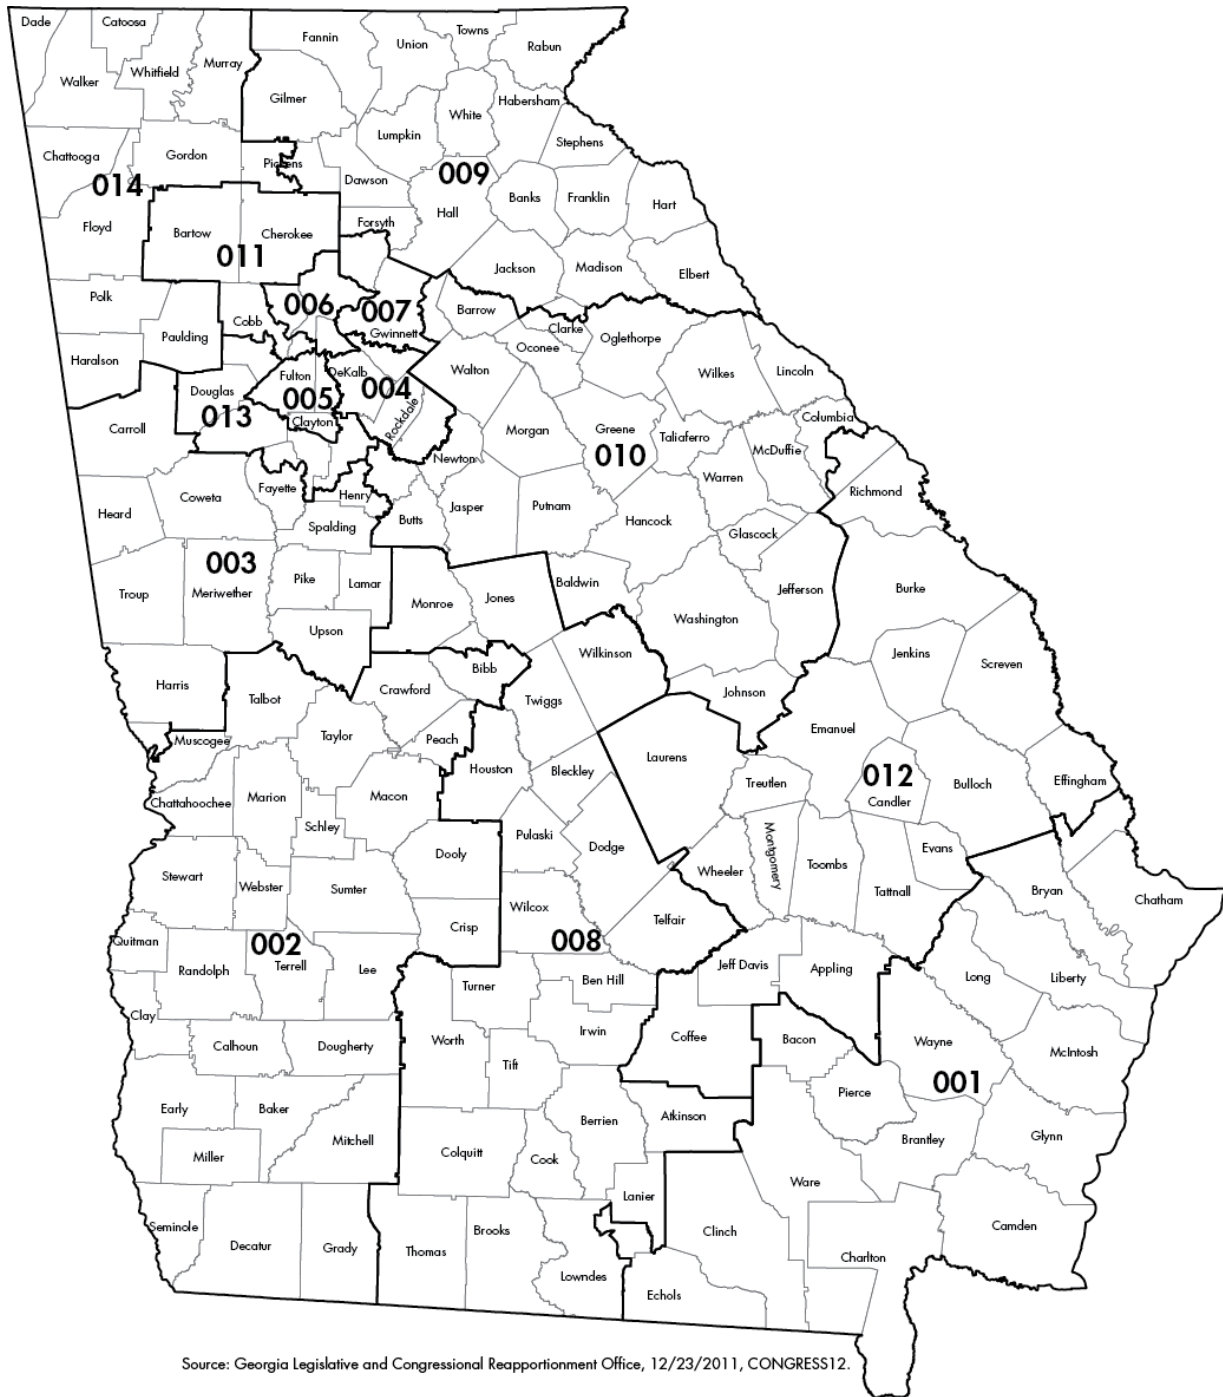 Dade
Catoosa
Fannin
Union
Towns
Rabun
Murray
Whitfield
Walker
Gilmer
White
Habersham
Lumpkin
Stephens
Chattooga
Gordon
Pickens
Dawson
009
014
Banks
Franklin
Hart
Hall
Floyd
Bartow
Cherokee
Forsyth
011
Jackson
Madison
Elbert
Polk
006
007
Cobb
Gwinnett
Barrow
Clarke
Paulding
Oconee
Oglethorpe
Haralson
Walton
Wilkes
Lincoln
Fulton
DeKalb
004
Douglas
005
013
Rockdale
Columbia
Carroll
Clayton
Morgan
Greene
Taliaferro
McDuffie
010
Newton
Warren
Coweta
Fayette
Henry
Richmond
Heard
Spalding
Butts
Jasper
Putnam
Hancock
Glascock
003
Troup
Meriwether
Pike
Lamar
Monroe
Jones
Baldwin
Jefferson
Burke
Washington
Upson
Wilkinson
Jenkins
Screven
Harris
Bibb
Talbot
Crawford
Johnson
Twiggs
Emanuel
Muscogee
Taylor
Peach
Laurens
Houston
Bleckley
Treutlen
012
Candler
Bulloch
Effingham
Chattahoochee
Marion
Macon
Schley
Pulaski
Montgomery
Dooly
Dodge
Wheeler
Toombs
Evans
Stewart
Webster
Sumter
Tattnall
Bryan
Chatham
Wilcox
Telfair
Crisp
Quitman
002
008
Randolph
Terrell
Lee
Jeff Davis
Appling
Long
Liberty
Turner
Ben Hill
Clay
Irwin
Coffee
Bacon
Wayne
McIntosh
Calhoun
Dougherty
Worth
Tift
001
Pierce
Early
Baker
Mitchell
Berrien
Atkinson
Brantley
Glynn
Miller
Colquitt
Cook
Lanier
Ware
Seminole
Decatur
Grady
Thomas
Brooks
Lowndes
Clinch
Camden
Charlton
Echols
Source: Georgia Legislative and Congressional Reapportionment Office, 12/23/2011, CONGRESS12.